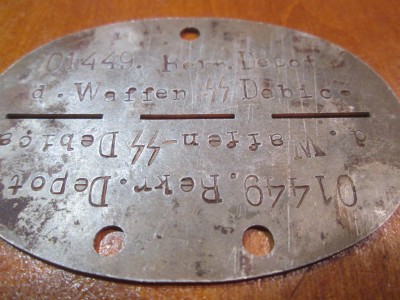 01449. Rekr. Depot
d. Waffen ᛋᛋ Debica
d. Waffen-ᛋᛋ Debica
01449. Rekr. Depot